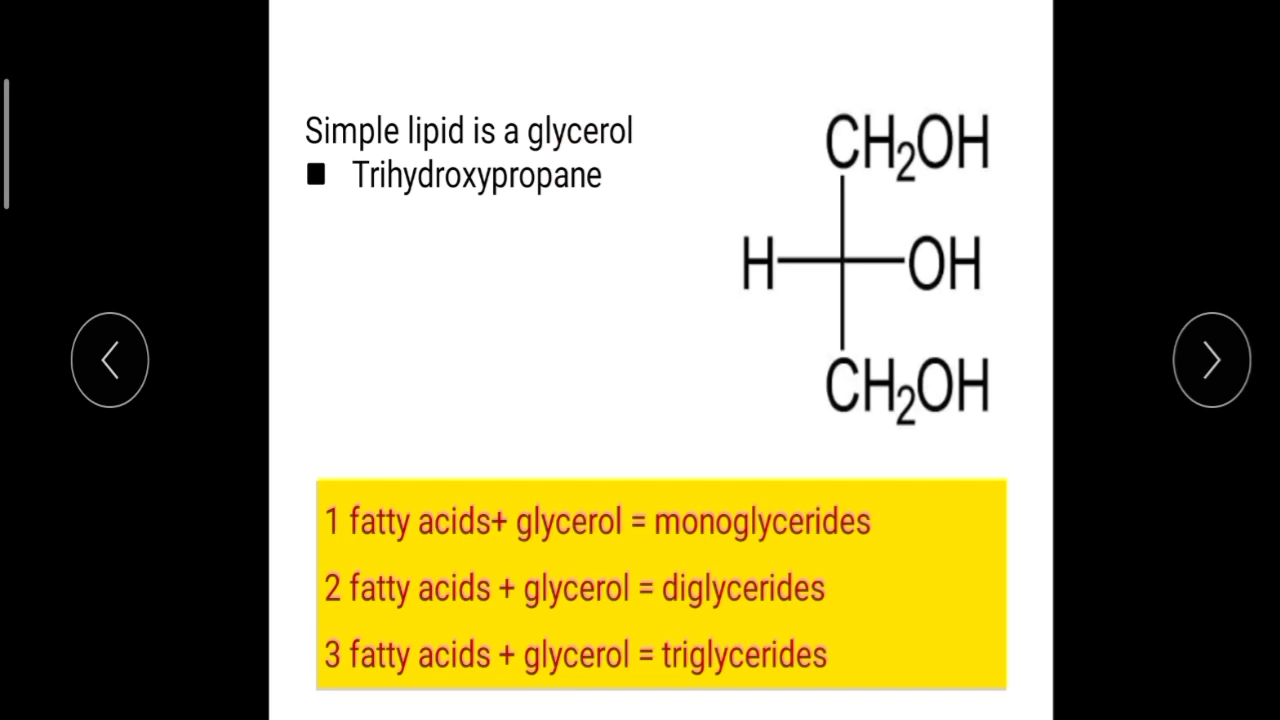 Simple lipid is a glycerol
■ Trihydroxypropane
CH₂OH
H OH
CH₂OH
1 fatty acids+ glycerol = monoglycerides
2 fatty acids + glycerol = diglycerides
3 fatty acids + glycerol = triglycerides